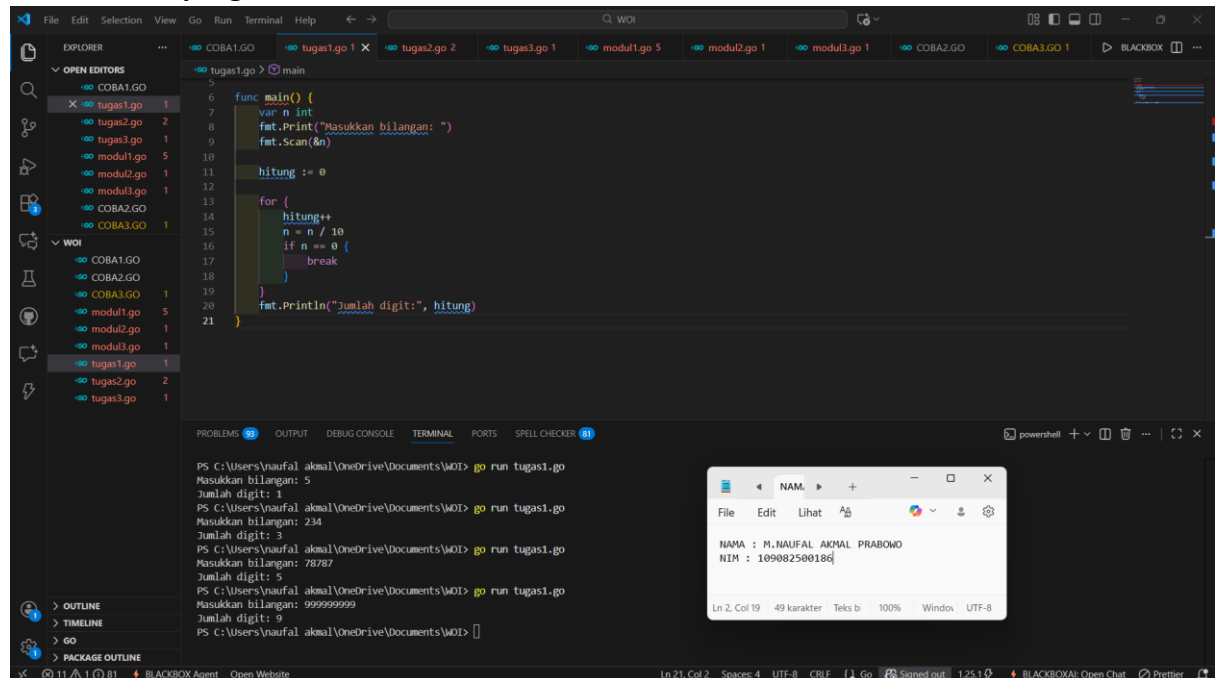 File Edit Selection View Go Run Terminal Help
WOI
EXPLORER
OPEN EDITORS
COBA1.GO
tugas1.go 1
tugas2.go 2
tugas3.go 1
modul1.go 5
modul2.go 1
modul3.go 1
COBA2.GO
COBA3.GO 1
WOI
COBA1.GO
COBA2.GO
COBA3.GO 1
modul1.go 5
modul2.go 1
modul3.go 1
tugas1.go 1
tugas2.go 2
tugas3.go 1
OUTLINE
TIMELINE
GO
PACKAGE OUTLINE
COBA1.GO tugas1.go 1 tugas2.go 2 tugas3.go 1 modul1.go 5 modul2.go 1 modul3.go 1 COBA2.GO COBA3.GO 1 BLACKBOX
tugas1.go > main
5
6 func main() {
7 var n int
8 fmt.Print("Masukkan bilangan: ")
9 fmt.Scan(&n)
10
11 hitung := 0
12
13 for {
14 hitung++
15 n = n / 10
16 if n == 0 {
17 break
18 }
19 }
20 fmt.Println("Jumlah digit:", hitung)
21 }
PROBLEMS 93 OUTPUT DEBUG CONSOLE TERMINAL PORTS SPELL CHECKER 81 powershell
PS C:\Users\naufal akmal\OneDrive\Documents\WOI> go run tugas1.go
Masukkan bilangan: 5
Jumlah digit: 1
PS C:\Users\naufal akmal\OneDrive\Documents\WOI> go run tugas1.go
Masukkan bilangan: 234
Jumlah digit: 3
PS C:\Users\naufal akmal\OneDrive\Documents\WOI> go run tugas1.go
Masukkan bilangan: 78787
Jumlah digit: 5
PS C:\Users\naufal akmal\OneDrive\Documents\WOI> go run tugas1.go
Masukkan bilangan: 999999999
Jumlah digit: 9
PS C:\Users\naufal akmal\OneDrive\Documents\WOI>
NAM.
File Edit Lihat
NAMA : M.NAUFAL AKMAL PRABOWO
NIM : 109082500186
Ln 2, Col 19 49 karakter Teks bi 100% Windov UTF-8
11 1 81 BLACKBOX Agent Open Website Ln 21, Col 2 Spaces: 4 UTF-8 CRLF Go Signed out 1.25.1 BLACKBOXAI: Open Chat Prettier